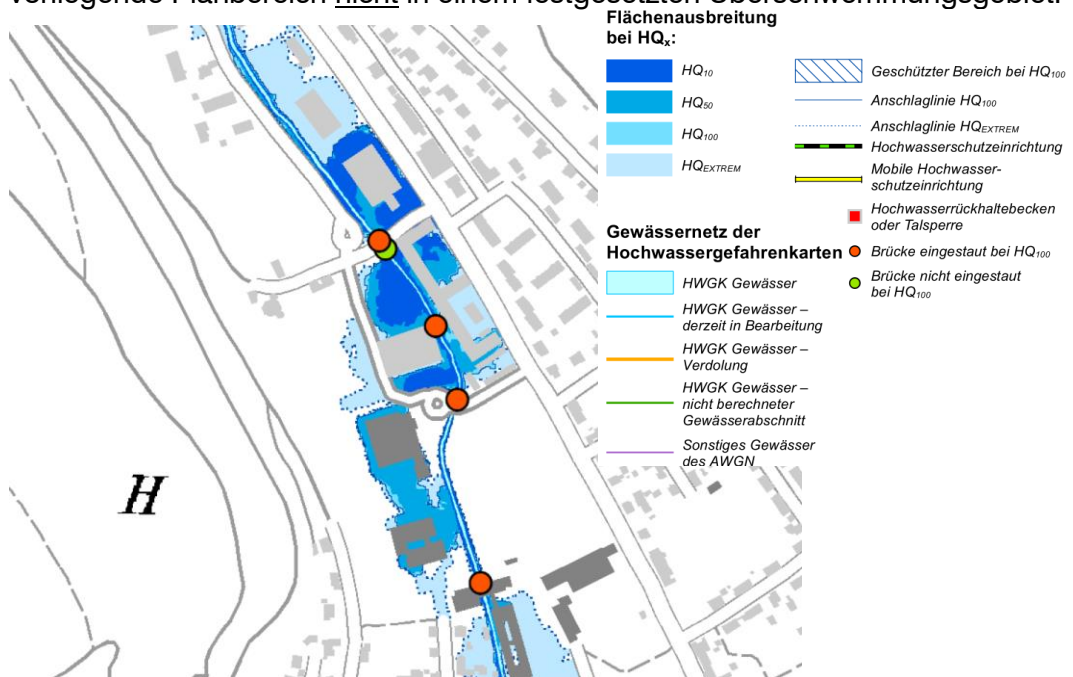 vorliegende Planbereich nicht in einem festgesetzten Überschwemmungsgebiet.
Flächenausbreitung
bei HQx:
HQ10
HQ50
HQ100
HQEXTREM
Geschützter Bereich bei HQ100
Anschlaglinie HQ100
Anschlaglinie HQEXTREM
Hochwasserschutzeinrichtung
Mobile Hochwasser-
schutzeinrichtung
Hochwasserrückhaltebecken
oder Talsperre
Brücke eingestaut bei HQ100
Brücke nicht eingestaut
bei HQ100
Gewässernetz der
Hochwassergefahrenkarten
HWGK Gewässer
HWGK Gewässer –
derzeit in Bearbeitung
HWGK Gewässer –
Verdolung
HWGK Gewässer –
nicht berechneter
Gewässerabschnitt
Sonstiges Gewässer
des AWGN
H